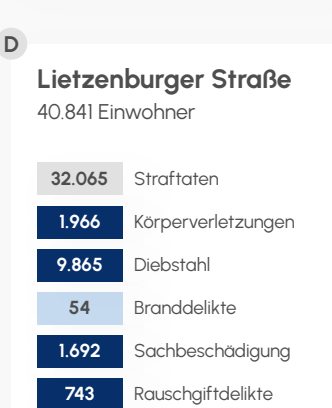 D
Lietzenburger Straße
40.841 Einwohner
32.065 Straftaten
1.966 Körperverletzungen
9.865 Diebstahl
54 Branddelikte
1.692 Sachbeschädigung
743 Rauschgiftdelikte